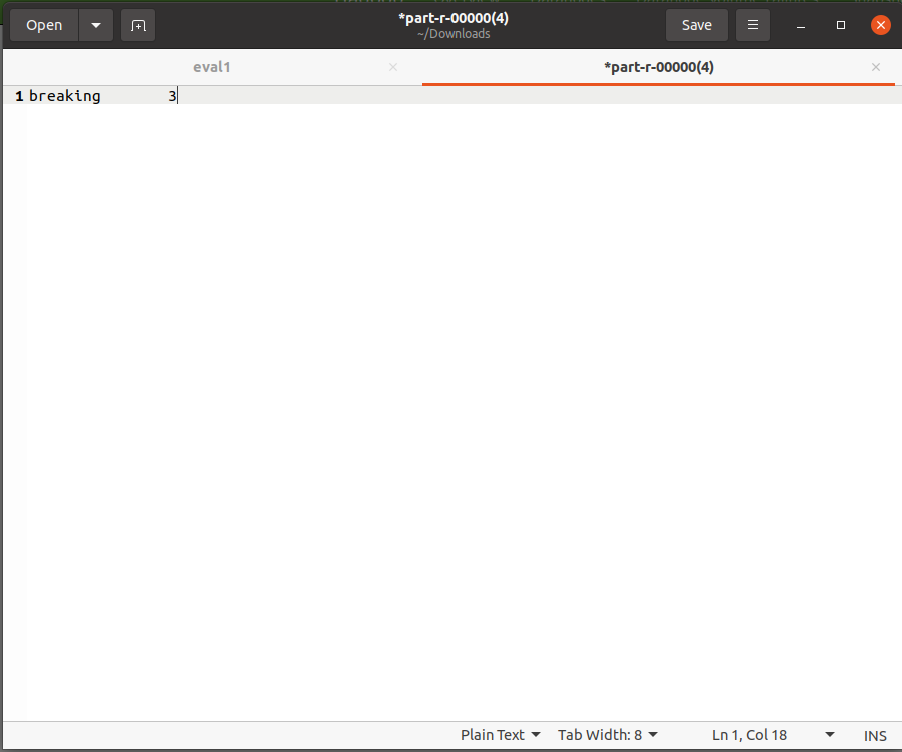 Open
*part-r-00000(4)
~/Downloads
Save
eval1
*part-r-00000(4)
1 breaking 3
Plain Text
Tab Width: 8
Ln 1, Col 18
INS